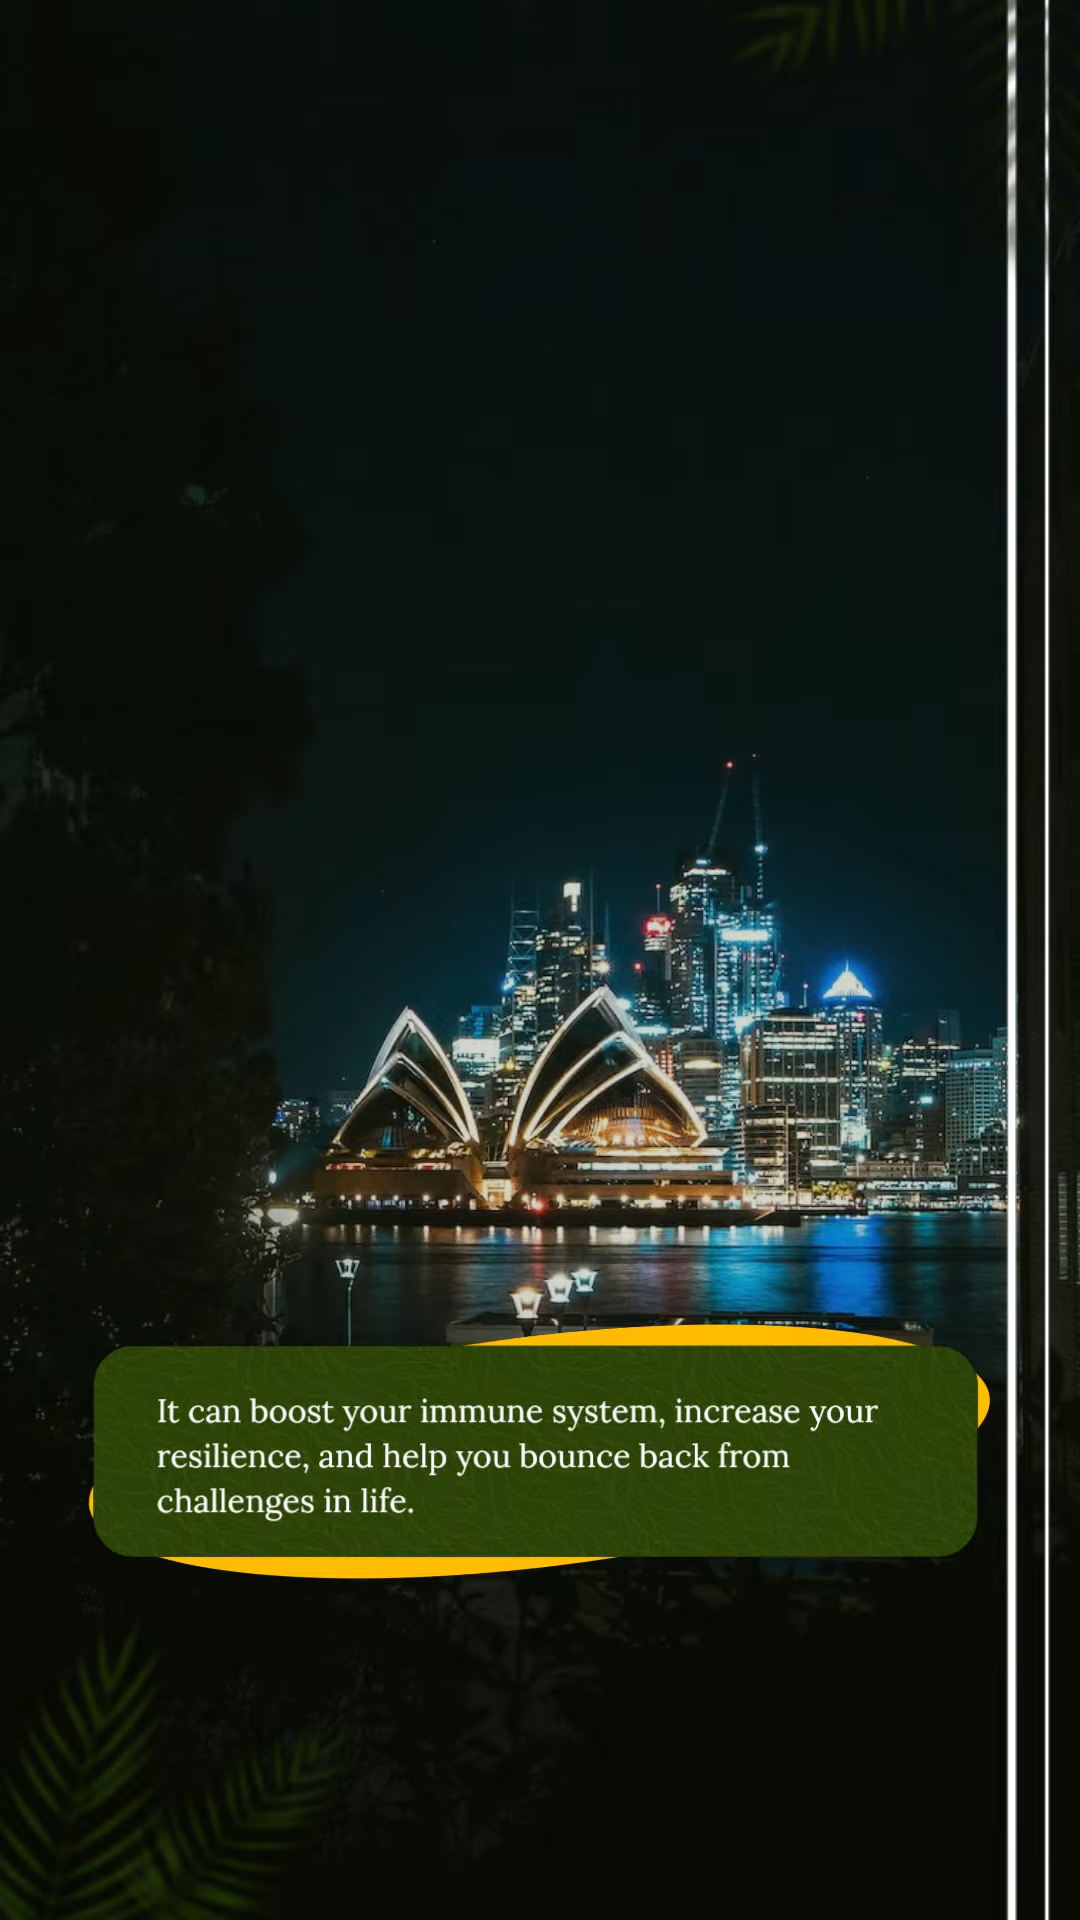 It can boost your immune system, increase your
resilience, and help you bounce back from
challenges in life.